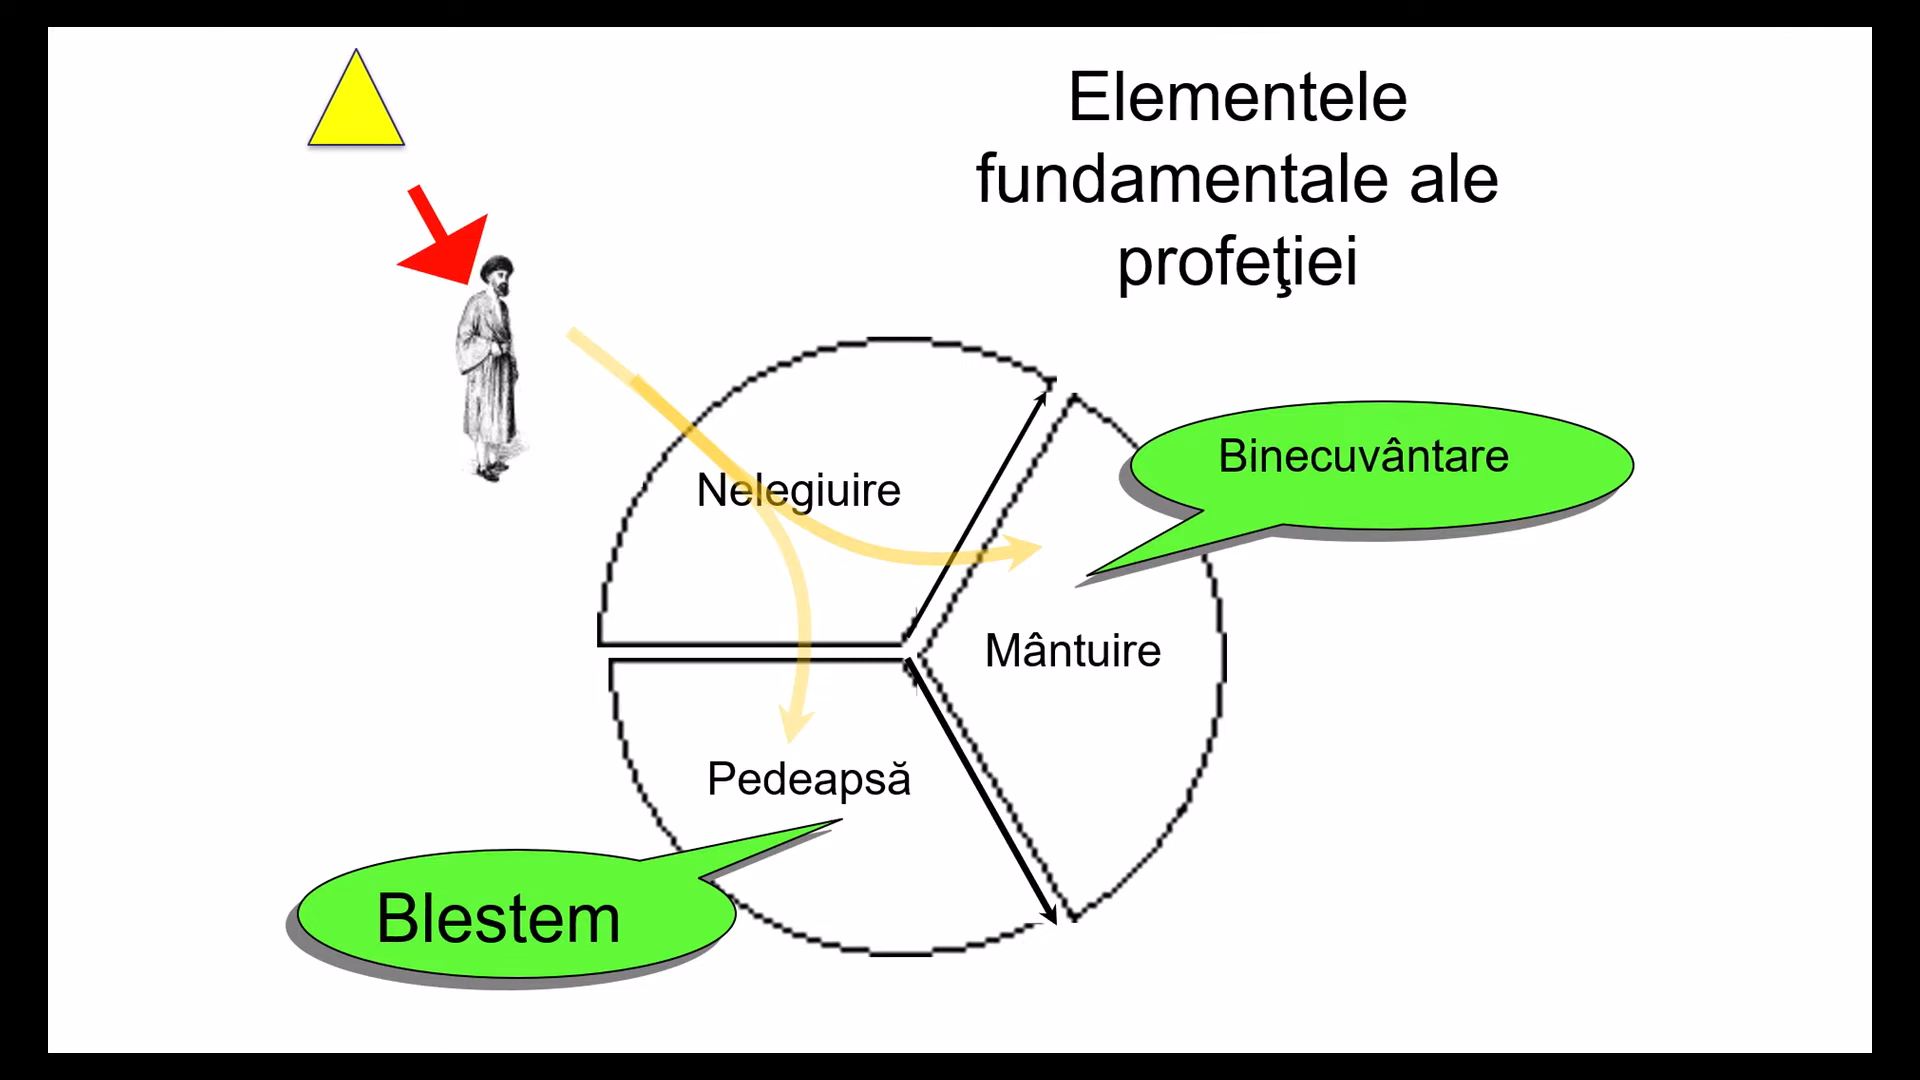 Elementele
fundamentale ale
profeţiei
Nelegiuire
Binecuvântare
Mântuire
Pedeapsă
Blestem